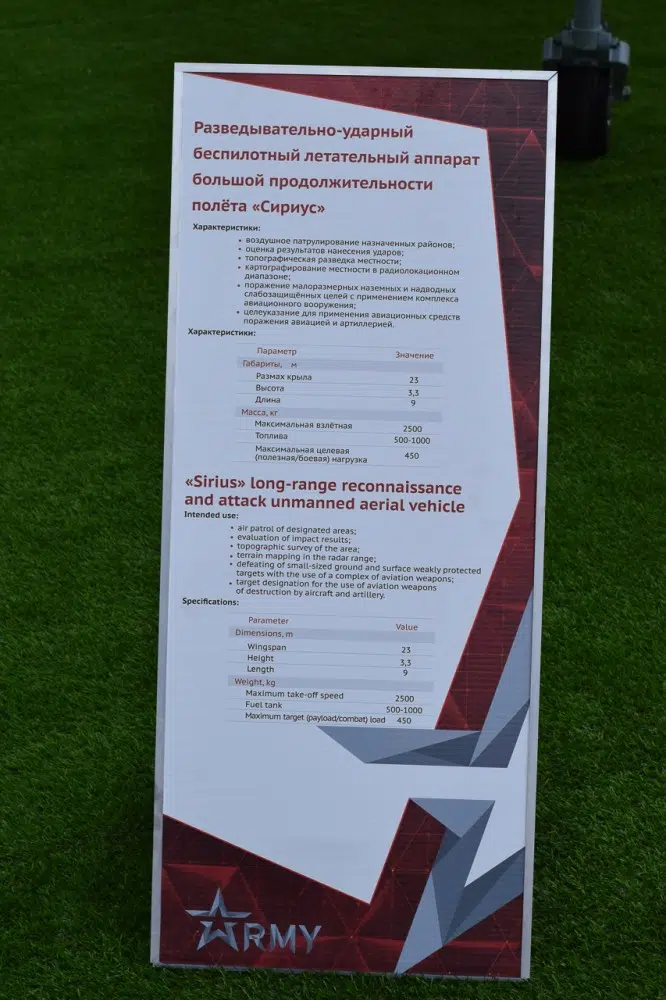 Разведывательно-ударный
беспилотный летательный аппарат
большой продолжительности
полёта «Сириус»
Характеристики:
• воздушное патрулирование назначенных районов;
• оценка результатов нанесения ударов;
• топографическая разведка местности;
• картографирование местности в радиолокационном
диапазоне;
• поражение малоразмерных наземных и надводных
слабозащищённых целей с применением комплекса
авиационного вооружения;
• целеуказание для применения авиационных средств
поражения авиацией и артиллерией.
Характеристики:
Параметр Значение
Габариты, м
Размах крыла 23
Высота 3,3
Длина 9
Масса, кг
Максимальная взлётная 2500
Топлива 500-1000
Максимальная целевая
(полезная/боевая) нагрузка 450
«Sirius» long-range reconnaissance
and attack unmanned aerial vehicle
Intended use:
• air patrol of designated areas;
• evaluation of impact results;
• topographic survey of the area;
• terrain mapping in the radar range;
• defeating of small-sized ground and surface weakly protected
targets with the use of a complex of aviation weapons;
• target designation for the use of aviation weapons
of destruction by aircraft and artillery.
Specifications:
Parameter Value
Dimensions, m
Wingspan 23
Height 3,3
Length 9
Weight, kg
Maximum take-off speed 2500
Fuel tank 500-1000
Maximum target (payload/combat) load 450
ARMY